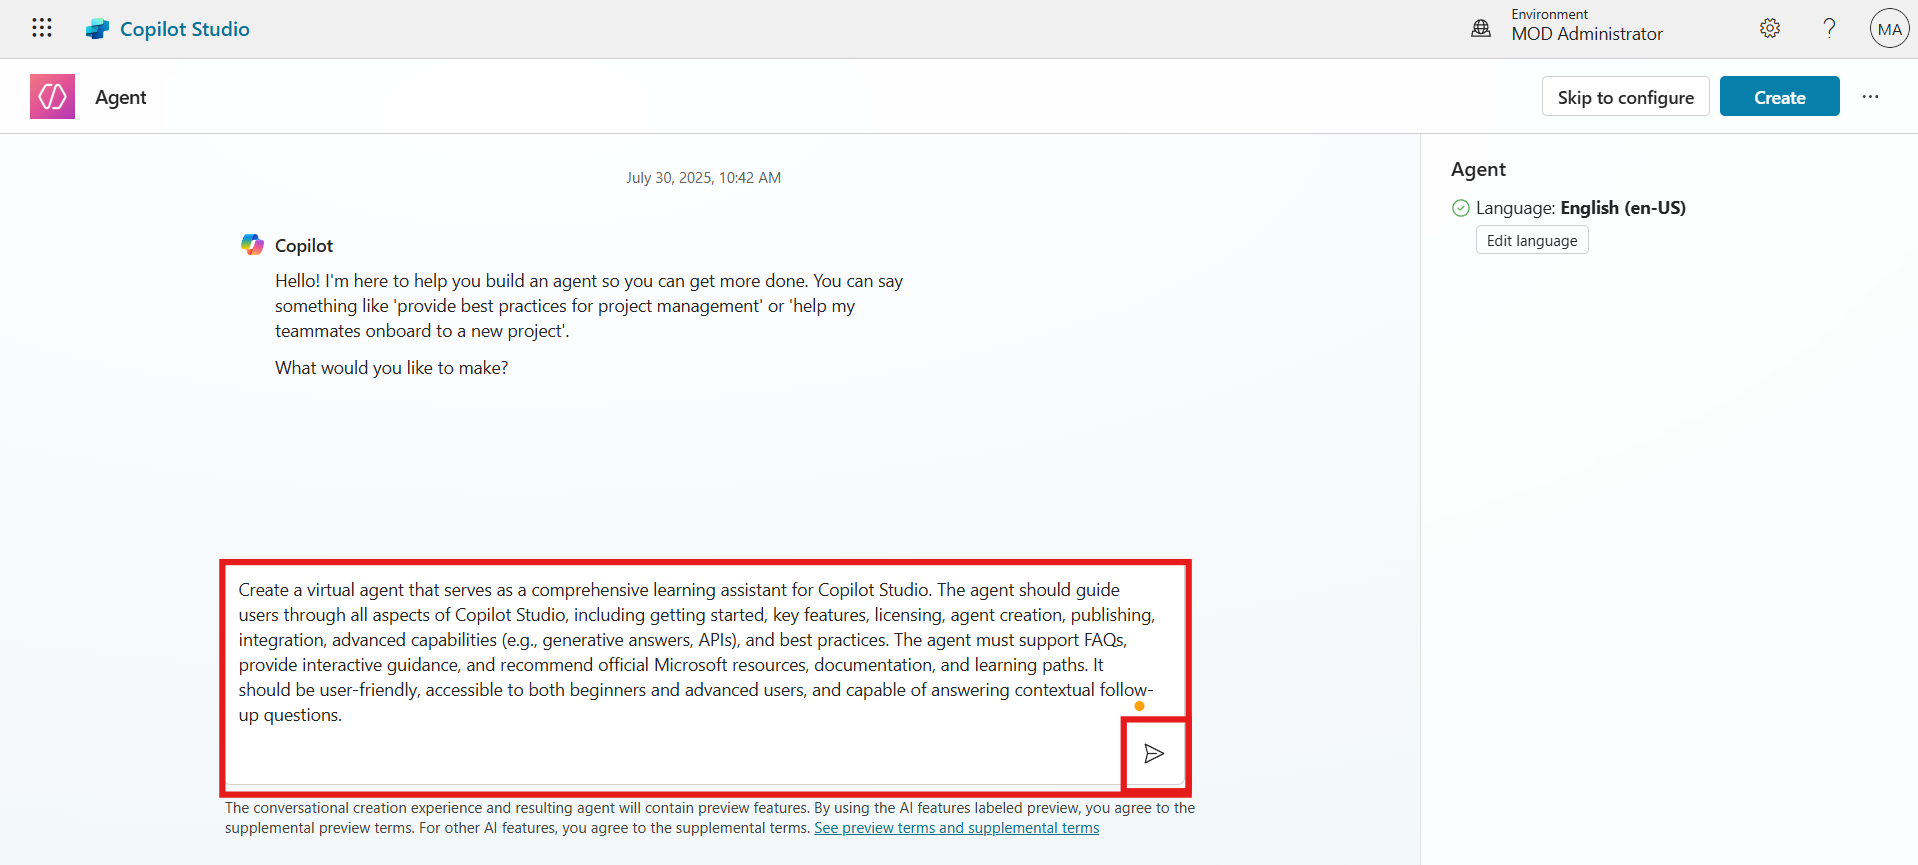 Copilot Studio
Environment
MOD Administrator
MA
Agent
Skip to configure
Create
July 30, 2025, 10:42 AM
Copilot
Hello! I'm here to help you build an agent so you can get more done. You can say
something like 'provide best practices for project management' or 'help my
teammates onboard to a new project'.
What would you like to make?
Create a virtual agent that serves as a comprehensive learning assistant for Copilot Studio. The agent should guide
users through all aspects of Copilot Studio, including getting started, key features, licensing, agent creation, publishing,
integration, advanced capabilities (e.g., generative answers, APIs), and best practices. The agent must support FAQs,
provide interactive guidance, and recommend official Microsoft resources, documentation, and learning paths. It
should be user-friendly, accessible to both beginners and advanced users, and capable of answering contextual follow-
up questions.
The conversational creation experience and resulting agent will contain preview features. By using the AI features labeled preview, you agree to the
supplemental preview terms. For other AI features, you agree to the supplemental terms. See preview terms and supplemental terms
Agent
Language: English (en-US)
Edit language